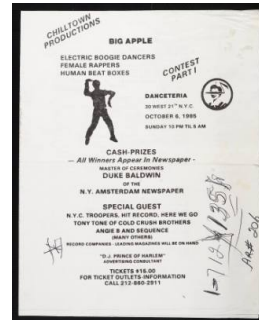 CHILLTOWN
PRODUCTIONS
BIG APPLE
ELECTRIC BOOGIE DANCERS
FEMALE RAPPERS
HUMAN BEAT BOXES
CONTEST
PART I
DANCETERIA
30 WEST 21ST N.Y.C.
OCTOBER 6, 1985
SUNDAY 10 PM TIL 6 AM
CASH-PRIZES
— All Winners Appear In Newspaper -
MASTER OF CEREMONIES
DUKE BALDWIN
OF THE
N.Y. AMSTERDAM NEWSPAPER
SPECIAL GUEST
N.Y.C. TROOPERS, HIT RECORD, HERE WE GO
TONY TONE OF COLD CRUSH BROTHERS
ANGIE B AND SEQUENCE
(MANY OTHERS)
RECORD COMPANIES - LEADING MAGAZINES WILL BE ON HAND
"D.J. PRINCE OF HARLEM"
ADVERTISING CONSULTANT
TICKETS $15.00
FOR TICKET OUTLETS-INFORMATION
CALL 212-860-2911